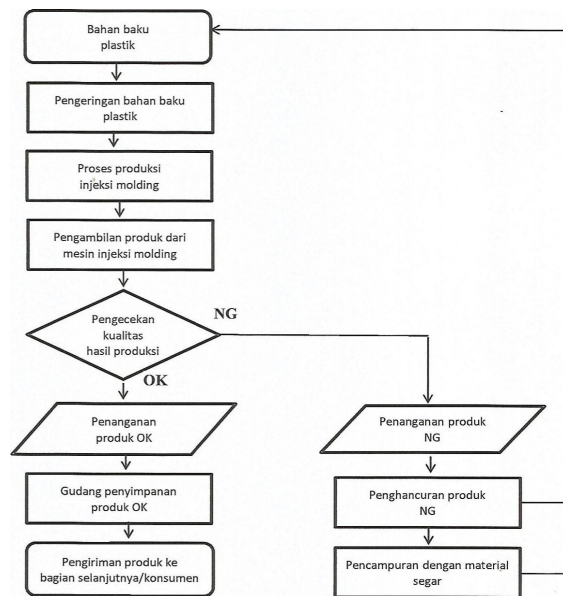 Bahan baku
plastik
Pengeringan bahan baku
plastik
Proses produksi
injeksi molding
Pengambilan produk dari
mesin injeksi molding
Pengecekan
kualitas
hasil produksi
NG
OK
Penanganan
produk OK
Penanganan produk
NG
Gudang penyimpanan
produk OK
Penghancuran produk
NG
Pengiriman produk ke
bagian selanjutnya/konsumen
Pencampuran dengan material
segar